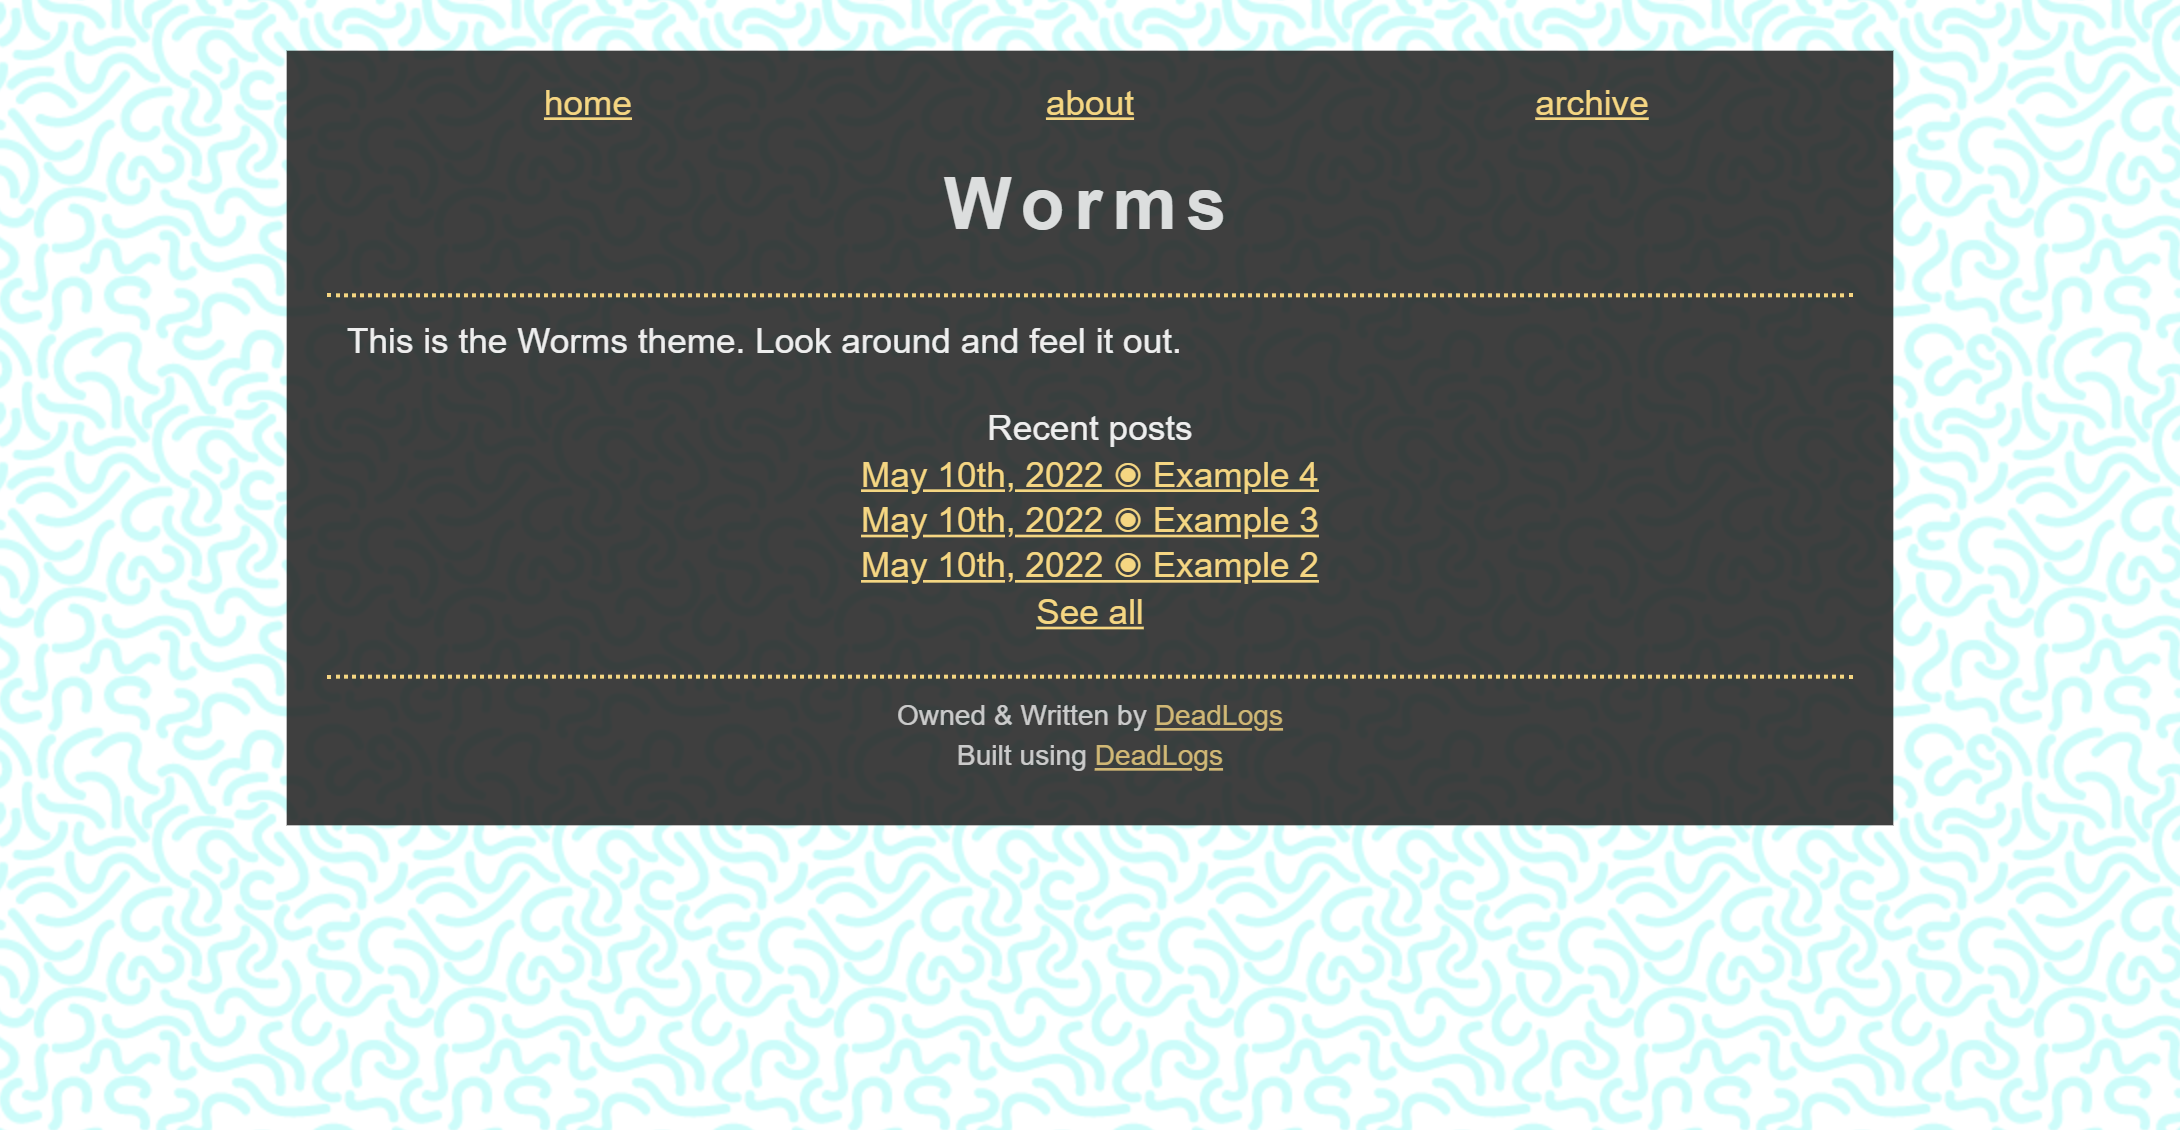 home about archive
Worms
This is the Worms theme. Look around and feel it out.
Recent posts
May 10th, 2022 ◉ Example 4
May 10th, 2022 ◉ Example 3
May 10th, 2022 ◉ Example 2
See all
Owned & Written by DeadLogs
Built using DeadLogs